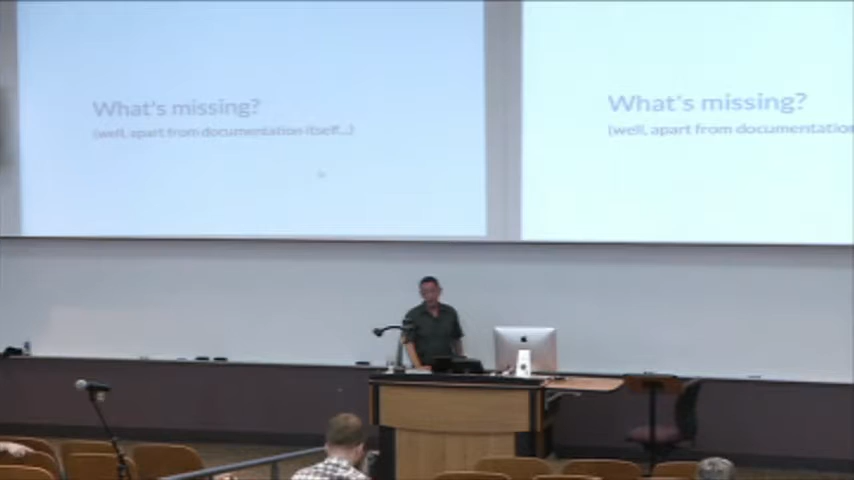 What's missing?
(well, apart from documentation itself...)
What's missing?
(well, apart from documentation